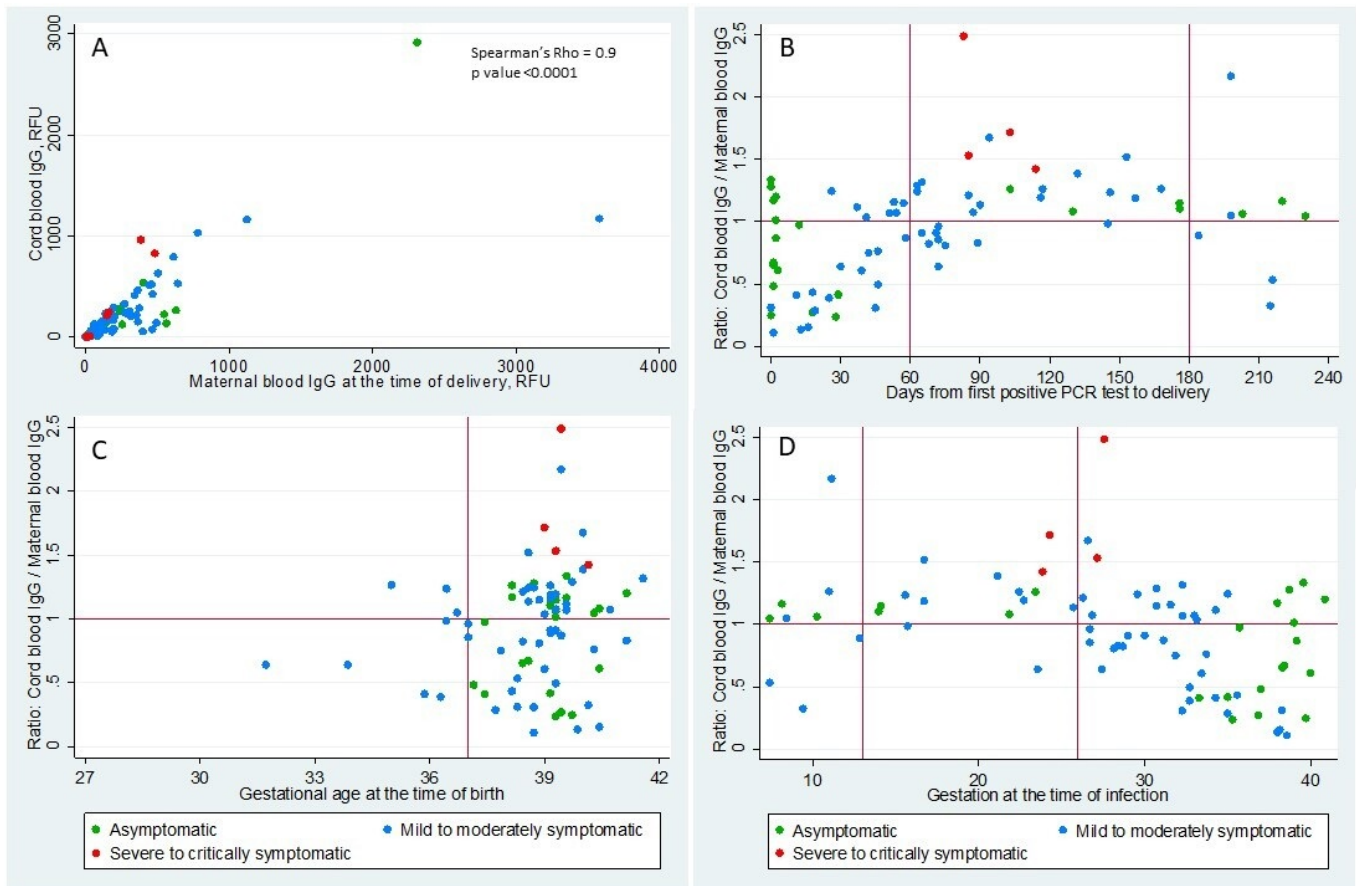 A
Spearman's Rho = 0.9
p value<0.0001
Cord blood IgG, RFU
0
1000
2000
3000
0
1000
2000
3000
4000
Maternal blood IgG at the time of delivery, RFU
B
Ratio: Cord blood IgG / Maternal blood IgG
0
.5
1
1.5
2
2.5
0
30
60
90
120
150
180
210
240
Days from first positive PCR test to delivery
C
Ratio: Cord blood IgG / Maternal blood IgG
0
.5
1
1.5
2
2.5
27
30
33
36
39
42
Gestational age at the time of birth
Asymptomatic
Mild to moderately symptomatic
Severe to critically symptomatic
D
Ratio: Cord blood IgG / Maternal blood IgG
0
.5
1
1.5
2
2.5
10
20
30
40
Gestation at the time of infection
Asymptomatic
Mild to moderately symptomatic
Severe to critically symptomatic